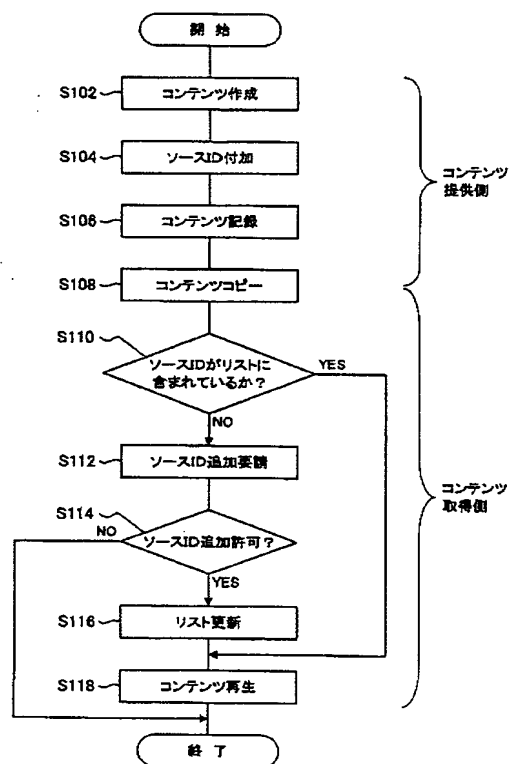 開 始
S102
コンテンツ作成
S104
ソースID付加
S106
コンテンツ記録
S108
コンテンツコピー
コンテンツ
提供側
S110
ソースIDがリストに
含まれているか？
YES
NO
S112
ソースID追加要請
S114
ソースID追加許可？
NO
YES
S116
リスト更新
S118
コンテンツ再生
コンテンツ
取得側
終 了